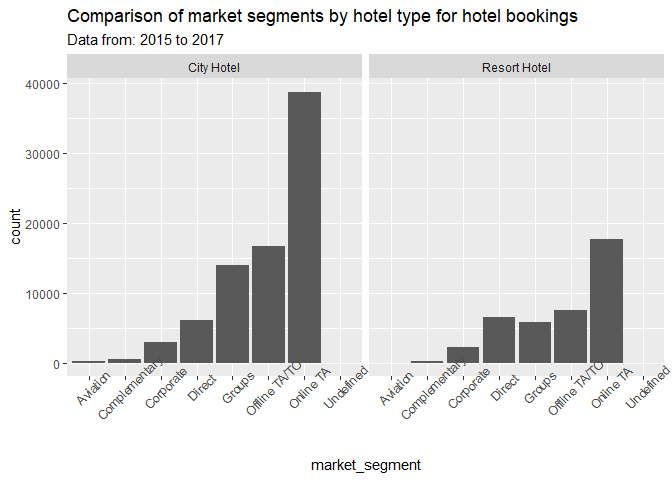 Comparison of market segments by hotel type for hotel bookings
Data from: 2015 to 2017
City Hotel
Resort Hotel
40000
30000
20000
10000
0
count
Aviation
Complementary
Corporate
Direct
Groups
Offline TA/TO
Online TA
Undefined
Aviation
Complementary
Corporate
Direct
Groups
Offline TA/TO
Online TA
Undefined
market_segment